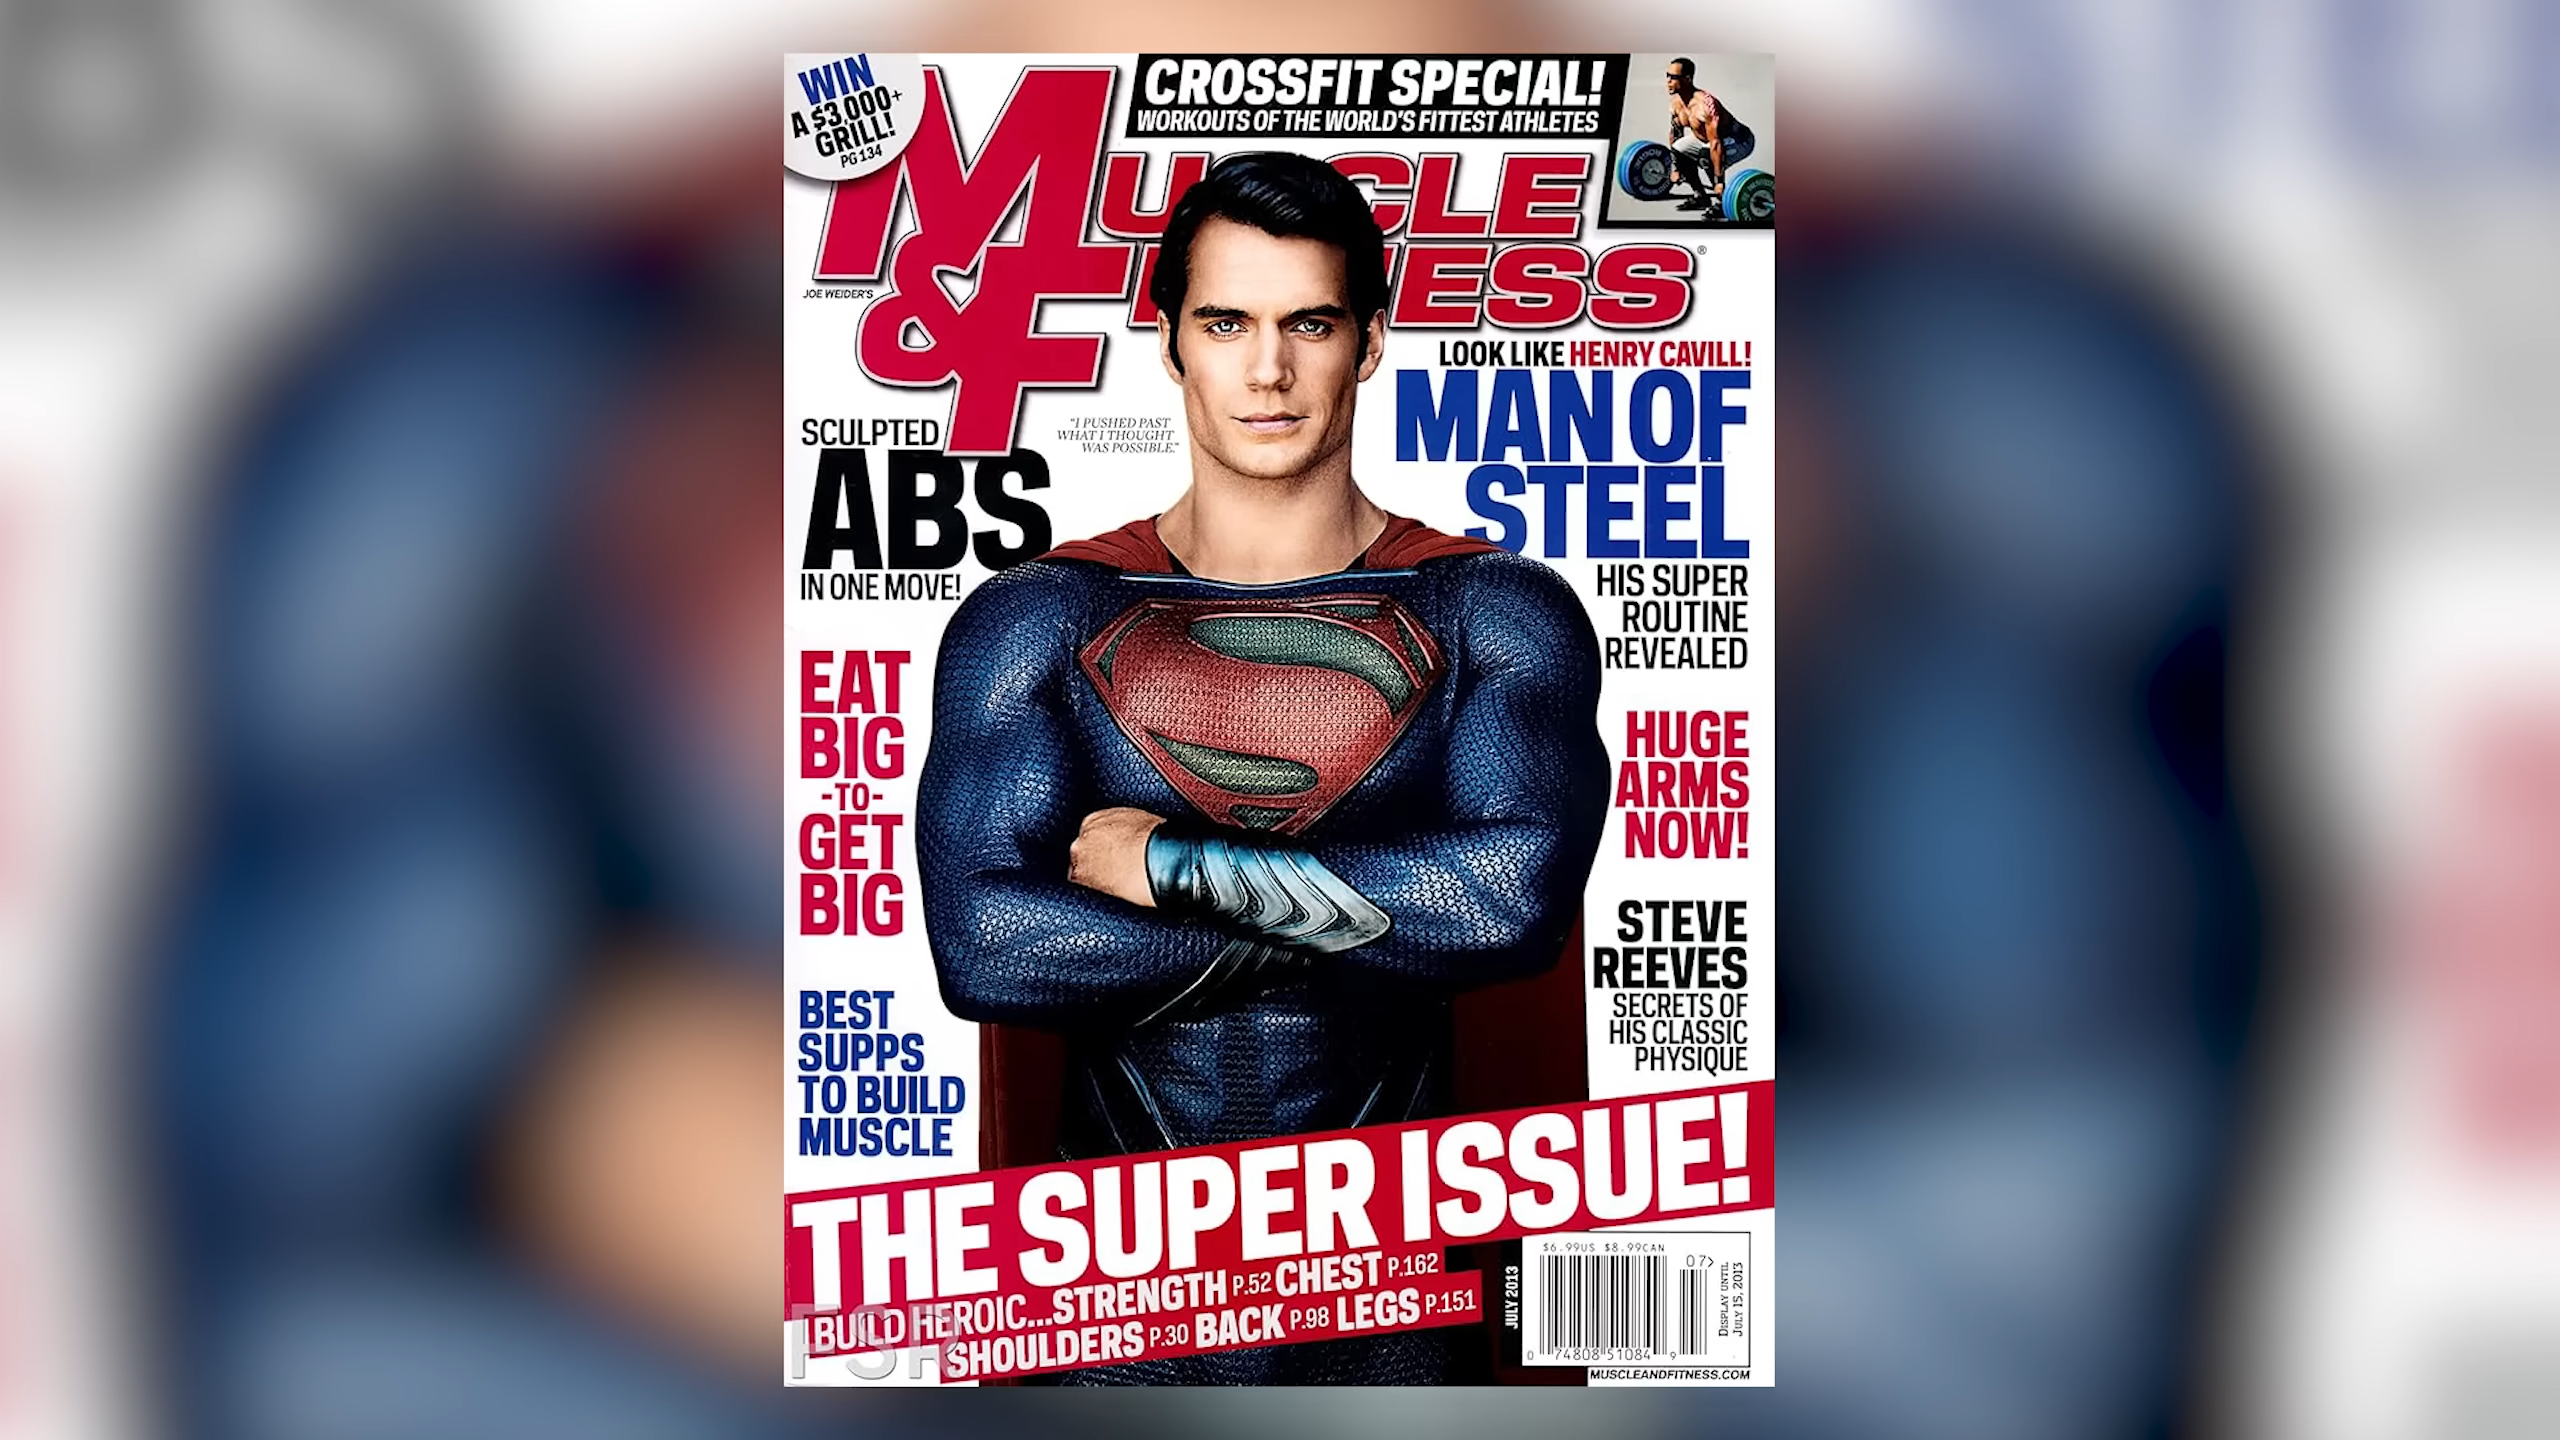 WIN
A $3,000+
GRILL!
PG 134
CROSSFIT SPECIAL!
WORKOUTS OF THE WORLD'S FITTEST ATHLETES
JOE WEIDER'S
M&F
MUSCLE
FITNESS®
LOOK LIKE HENRY CAVILL!
MAN OF
STEEL
HIS SUPER
ROUTINE
REVEALED
"I PUSHED PAST
WHAT I THOUGHT
WAS POSSIBLE."
SCULPTED
ABS
IN ONE MOVE!
EAT
BIG
-TO-
GET
BIG
HUGE
ARMS
NOW!
STEVE
REEVES
SECRETS OF
HIS CLASSIC
PHYSIQUE
BEST
SUPPS
TO BUILD
MUSCLE
THE SUPER ISSUE!
BUILD HEROIC...STRENGTH P.52 CHEST P.162
SHOULDERS P.30 BACK P.98 LEGS P.151
FSR
JULY 2013
$6.99US $8.99CAN
07>
0 74808 51084 9
DISPLAY UNTIL
JULY 15, 2013
MUSCLEANDFITNESS.COM